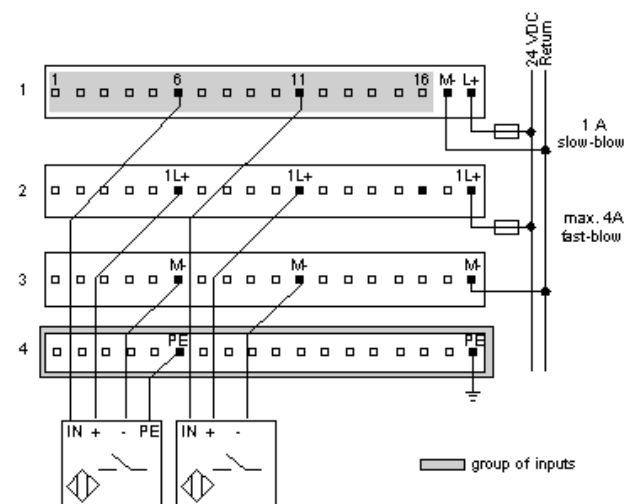 24 VDC
Return
1 6 11 16 M- L+
1
1 A
slow-blow
1L+ 1L+ 1L+
2
max. 4A
fast-blow
M- M- M-
3
PE PE
4
IN + - PE
IN + -
group of inputs